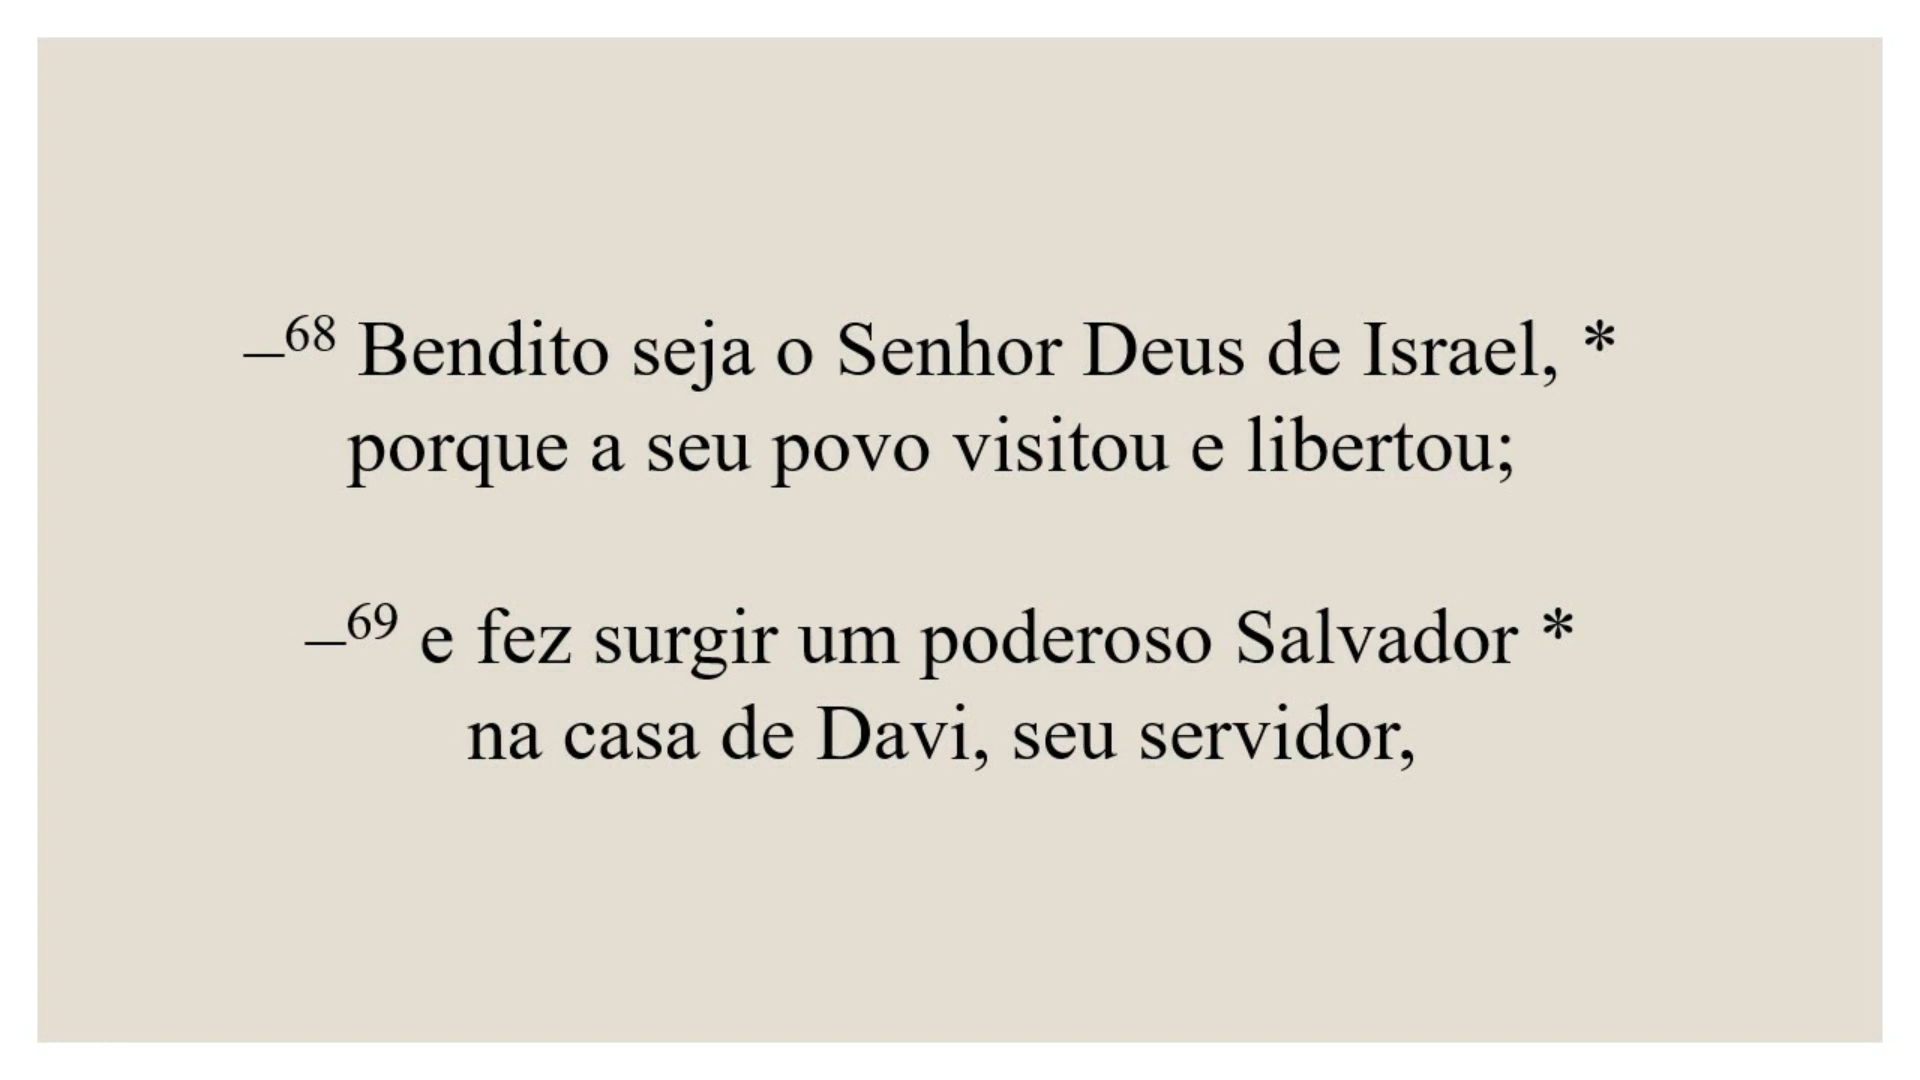 –⁶⁸ Bendito seja o Senhor Deus de Israel, *
porque a seu povo visitou e libertou;
–⁶⁹ e fez surgir um poderoso Salvador *
na casa de Davi, seu servidor,